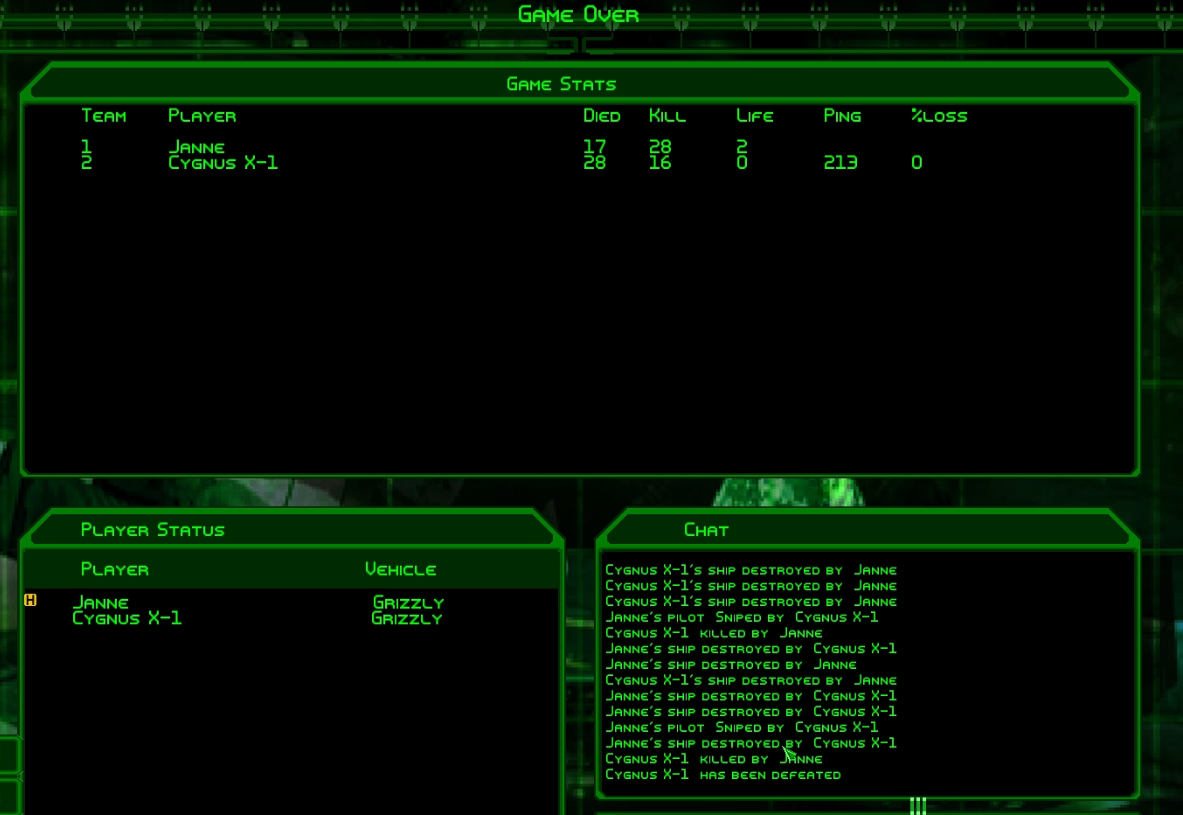 Game Over
Game Stats
Team Player Died Kill Life Ping %loss
1 Janne 17 28 2
2 Cygnus X-1 28 16 0 213 0
Player Status
Player Vehicle
H Janne Grizzly
Cygnus X-1 Grizzly
Chat
Cygnus X-1's ship destroyed by Janne
Cygnus X-1's ship destroyed by Janne
Cygnus X-1's ship destroyed by Janne
Janne's pilot Sniped by Cygnus X-1
Cygnus X-1 killed by Janne
Janne's ship destroyed by Cygnus X-1
Janne's ship destroyed by Janne
Cygnus X-1's ship destroyed by Janne
Janne's ship destroyed by Cygnus X-1
Janne's ship destroyed by Cygnus X-1
Janne's pilot Sniped by Cygnus X-1
Janne's ship destroyed by Cygnus X-1
Cygnus X-1 killed by Janne
Cygnus X-1 has been defeated